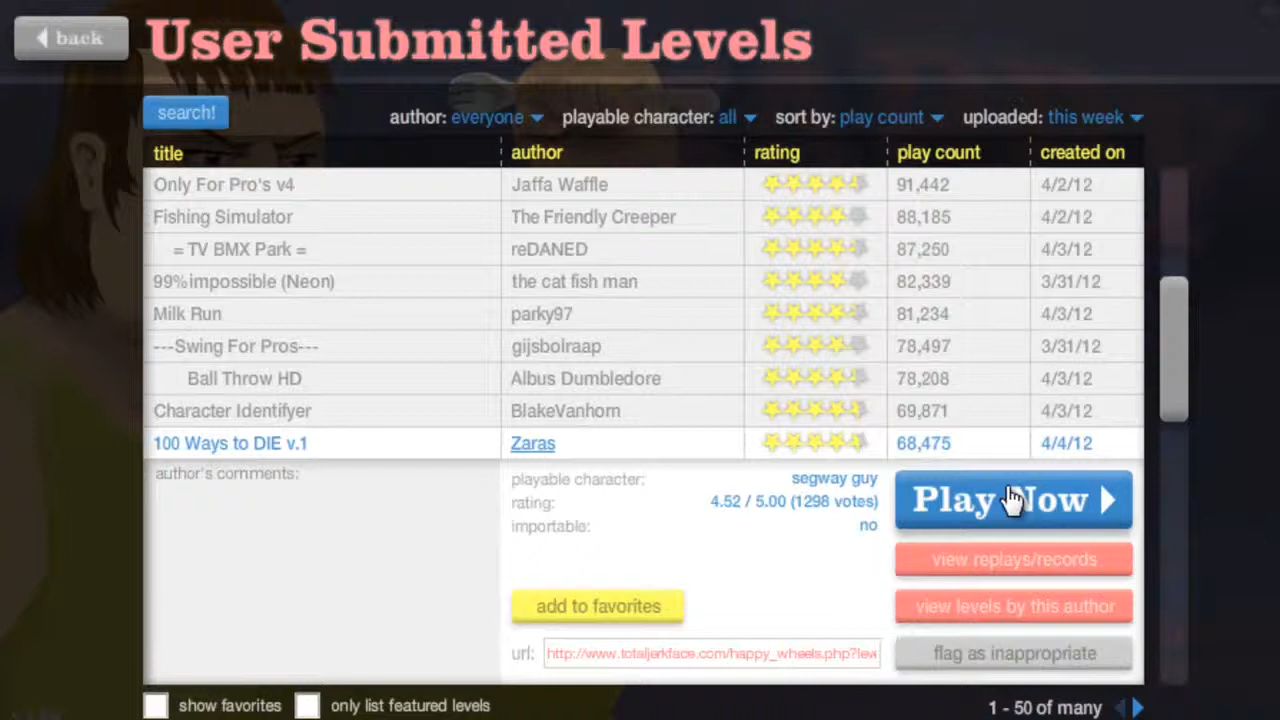 back
User Submitted Levels
search!
author: everyone playable character: all sort by: play count uploaded: this week
title author rating play count created on
Only For Pro's v4 Jaffa Waffle 91,442 4/2/12
Fishing Simulator The Friendly Creeper 88,185 4/2/12
= TV BMX Park = reDANED 87,250 4/3/12
99%impossible (Neon) the cat fish man 82,339 3/31/12
Milk Run parky97 81,234 4/3/12
---Swing For Pros--- gijsbolraap 78,497 3/31/12
Ball Throw HD Albus Dumbledore 78,208 4/3/12
Character Identifyer BlakeVanhorn 69,871 4/3/12
100 Ways to DIE v.1 Zaras 68,475 4/4/12
author's comments:
playable character: segway guy
rating: 4.52 / 5.00 (1298 votes)
importable: no
Play Now
view replays/records
add to favorites
view levels by this author
url: http://www.totaljerkface.com/happy_wheels.php?lev
flag as inappropriate
show favorites only list featured levels
1 - 50 of many